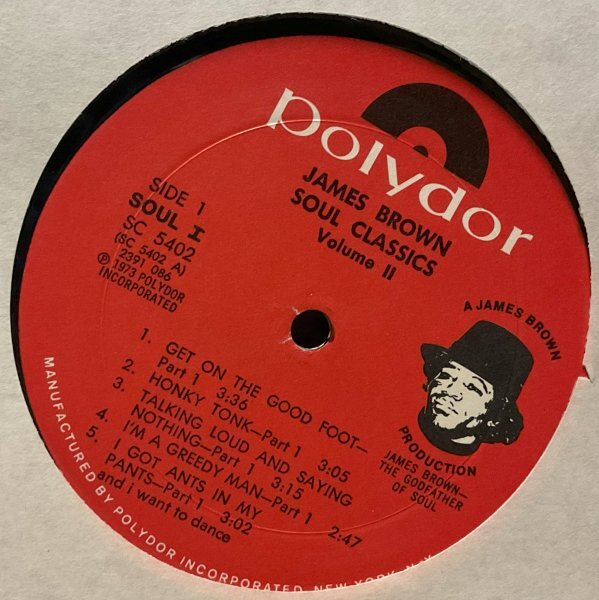 polydor
JAMES BROWN
SOUL CLASSICS
Volume II
SIDE 1
SOUL I
SC 5402
(SC 5402 A)
2391 086
℗ 1973 POLYDOR
INCORPORATED
1. GET ON THE GOOD FOOT—
Part 1 3:36
2. HONKY TONK—Part 1 3:05
3. TALKING LOUD AND SAYING
NOTHING—Part 1 3:15
4. I'M A GREEDY MAN—Part 1 2:47
5. I GOT ANTS IN MY
PANTS—Part 1 3:02
and i want to dance
A JAMES BROWN
PRODUCTION
JAMES BROWN—
THE GODFATHER
OF SOUL
MANUFACTURED BY POLYDOR INCORPORATED, NEW YORK, N.Y.